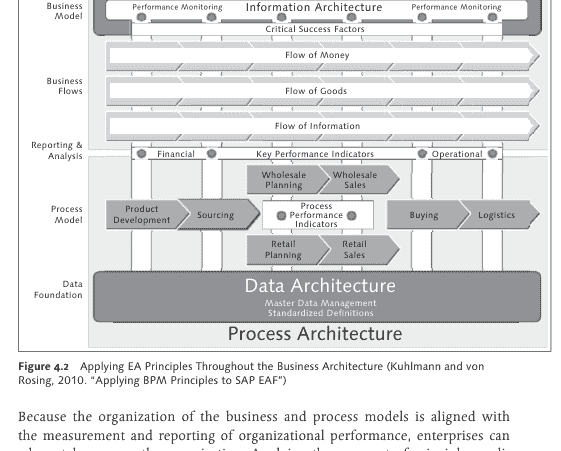 Business
Model
Performance Monitoring Information Architecture Performance Monitoring
Critical Success Factors
Business
Flows
Flow of Money
Flow of Goods
Flow of Information
Reporting &
Analysis
Financial Key Performance Indicators Operational
Process
Model
Wholesale
Planning
Wholesale
Sales
Product
Development
Sourcing
Process
Performance
Indicators
Buying
Logistics
Retail
Planning
Retail
Sales
Data
Foundation
Data Architecture
Master Data Management
Standardized Definitions
Process Architecture
Figure 4.2 Applying EA Principles Throughout the Business Architecture (Kuhlmann and von
Rosing, 2010. “Applying BPM Principles to SAP EAF”)
Because the organization of the business and process models is aligned with
the measurement and reporting of organizational performance, enterprises can